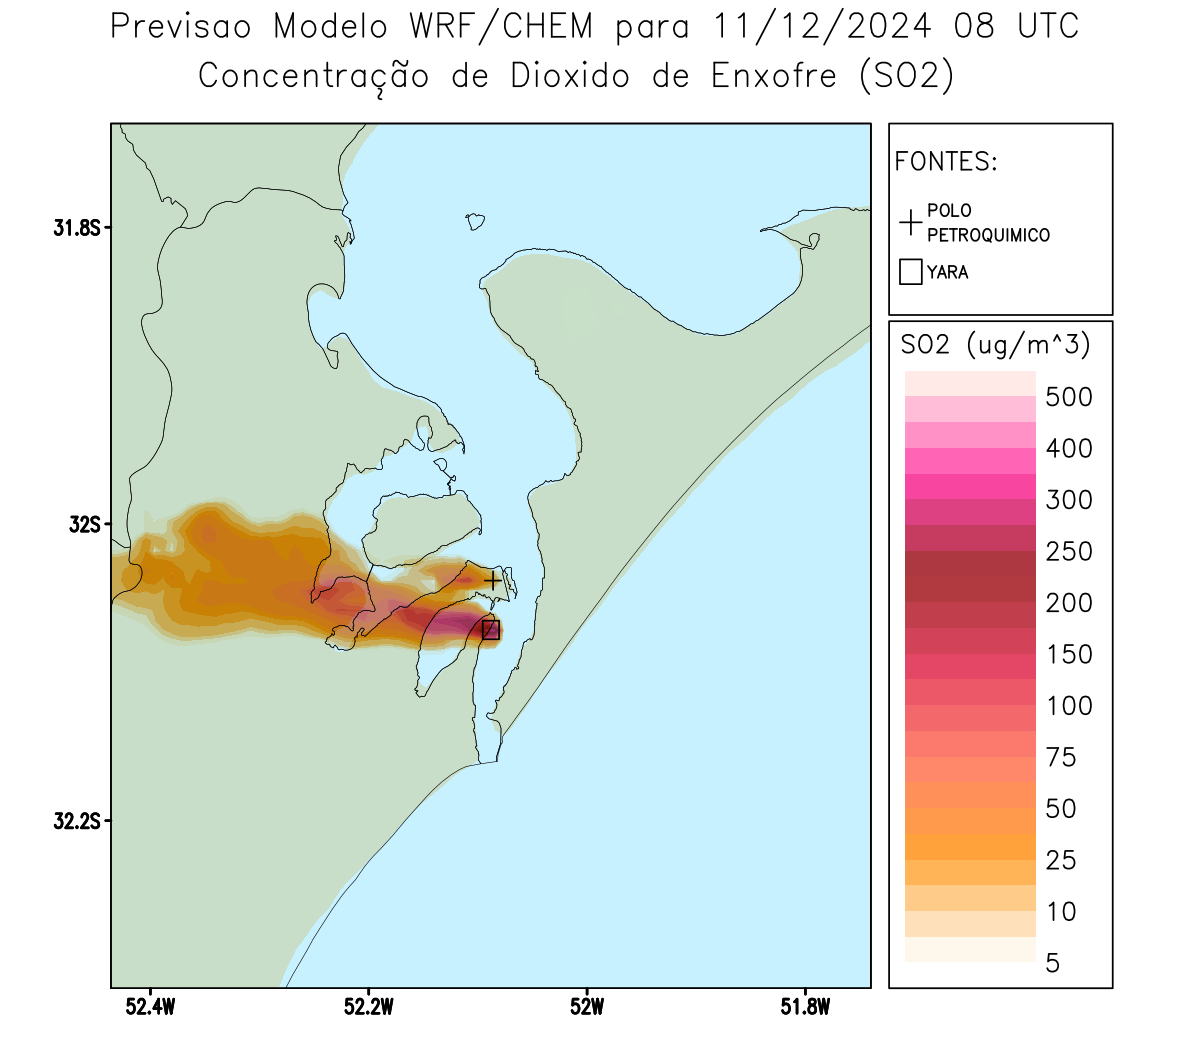 Previsao Modelo WRF/CHEM para 11/12/2024 08 UTC
Concentração de Dioxido de Enxofre (SO2)
FONTES:
POLO
PETROQUIMICO
YARA
SO2 (ug/m^3)
500
400
300
250
200
150
100
75
50
25
10
5
31.8S
32S
32.2S
52.4W
52.2W
52W
51.8W